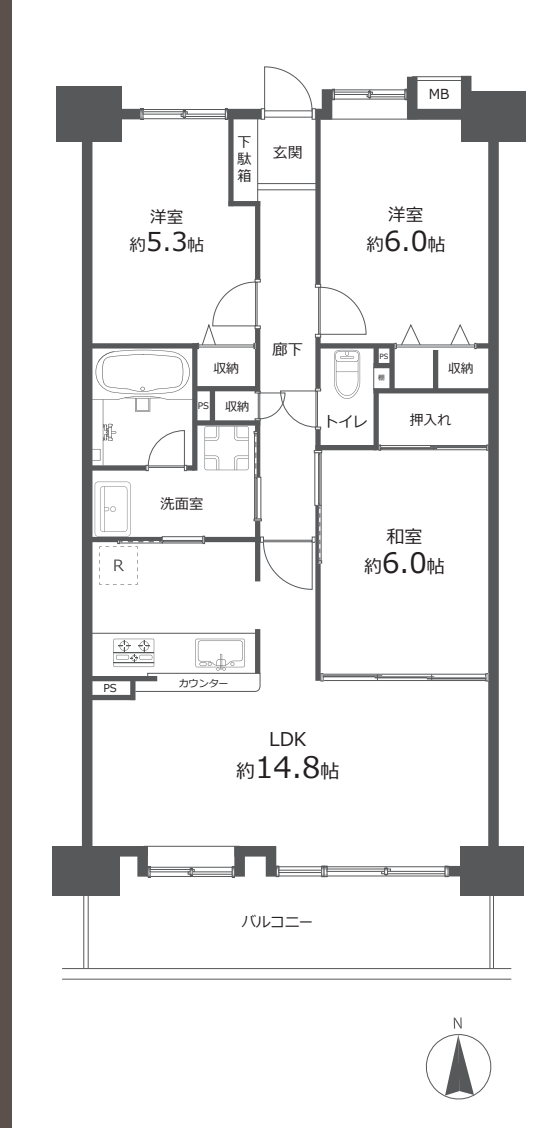 MB
下駄箱
玄関
洋室
約5.3帖
洋室
約6.0帖
廊下
収納
PS
棚
収納
PS
収納
トイレ
押入れ
洗面室
和室
約6.0帖
R
PS
カウンター
LDK
約14.8帖
バルコニー
N